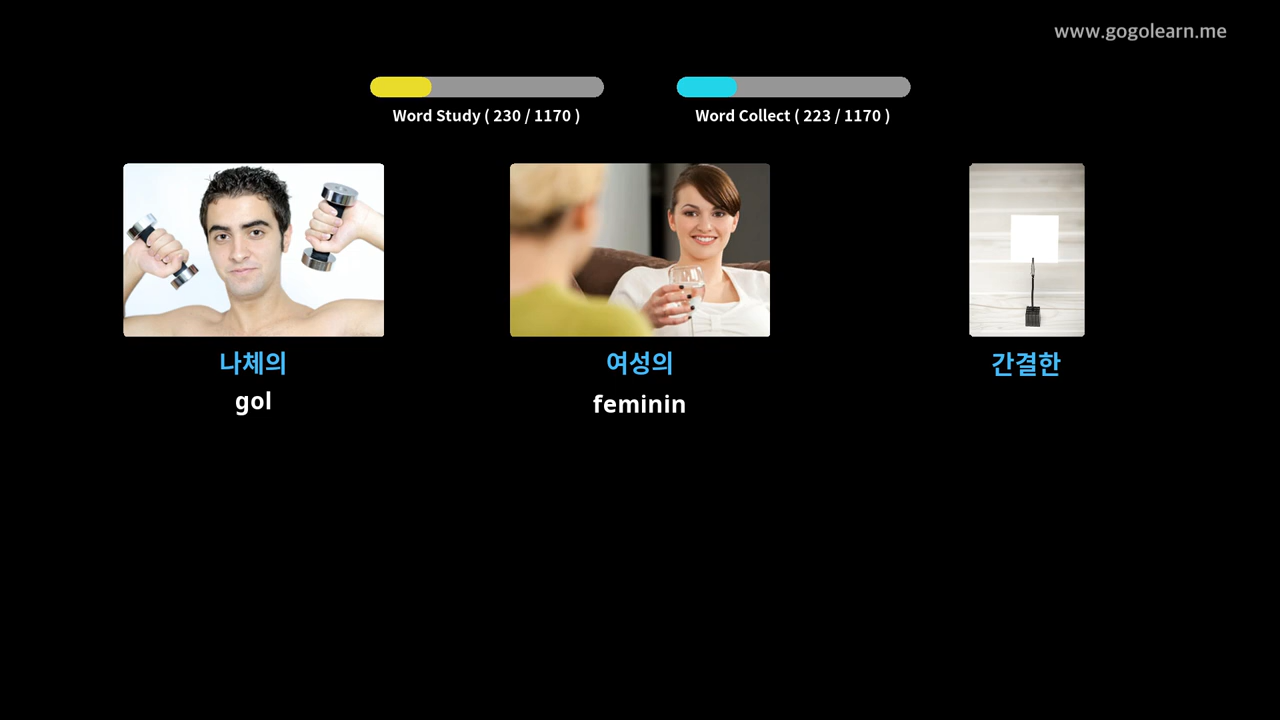 www.gogolearn.me
Word Study ( 230 / 1170 )
Word Collect ( 223 / 1170 )
나체의
여성의
간결한
gol
feminin